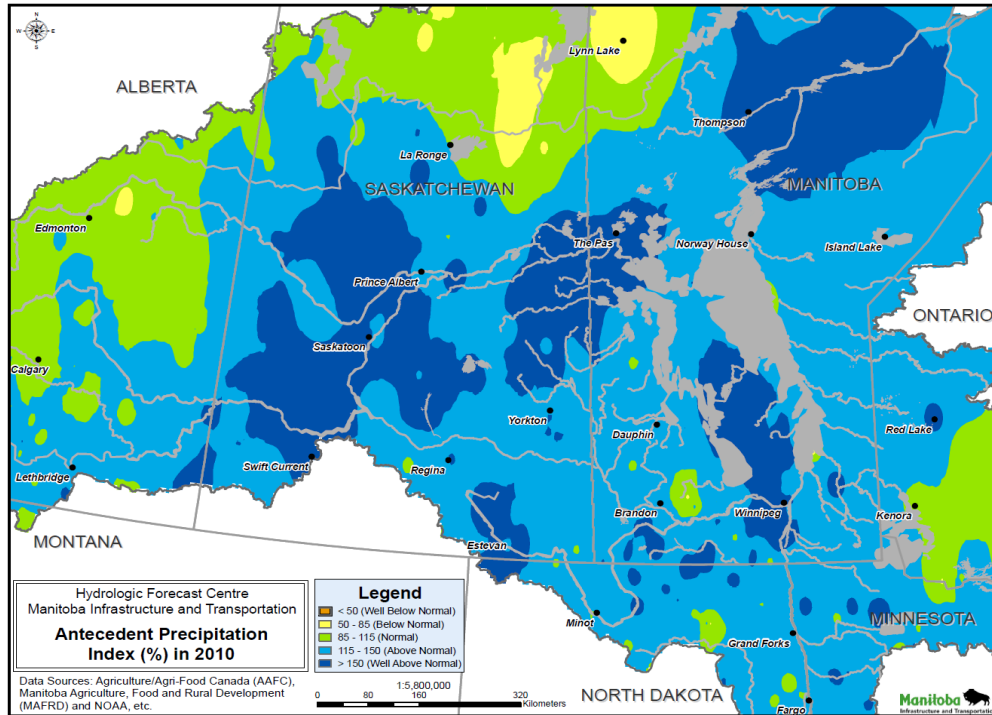 N
W E
S
ALBERTA
Lynn Lake
Thompson
La Ronge
SASKATCHEWAN
MANITOBA
Edmonton
The Pas
Norway House
Island Lake
Prince Albert
ONTARIO
Saskatoon
Calgary
Yorkton
Dauphin
Red Lake
Lethbridge
Swift Current
Regina
Brandon
Winnipeg
Kenora
MONTANA
Estevan
Minot
Grand Forks
MINNESOTA
NORTH DAKOTA
Fargo
Hydrologic Forecast Centre
Manitoba Infrastructure and Transportation
Antecedent Precipitation
Index (%) in 2010
Data Sources: Agriculture/Agri-Food Canada (AAFC),
Manitoba Agriculture, Food and Rural Development
(MAFRD) and NOAA, etc.
Legend
< 50 (Well Below Normal)
50 - 85 (Below Normal)
85 - 115 (Normal)
115 - 150 (Above Normal)
> 150 (Well Above Normal)
1:5,800,000
0 80 160 320
Kilometers
Manitoba
Infrastructure and Transportation